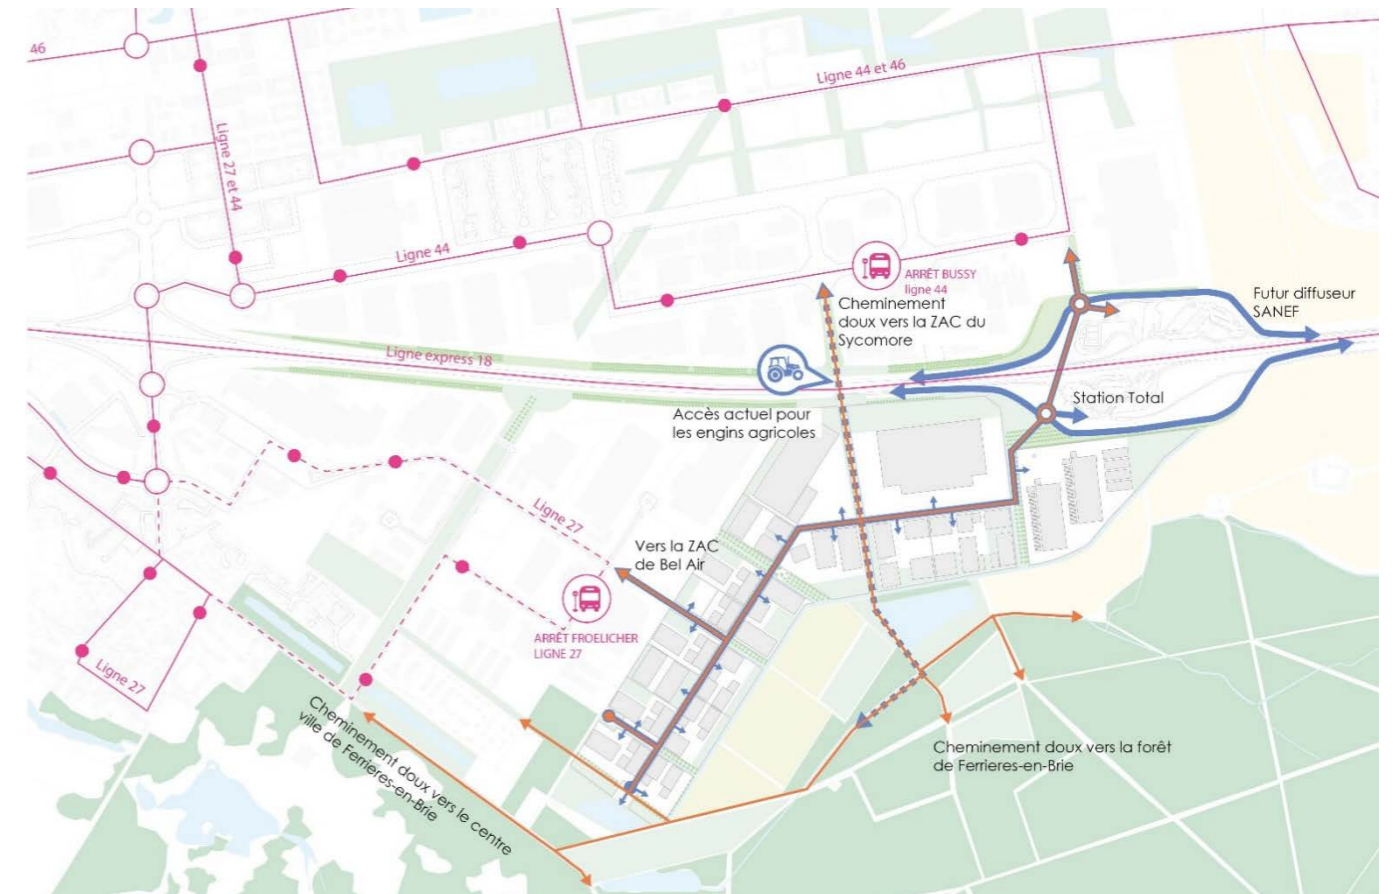 46
Ligne 44 et 46
Ligne 27 et 44
Ligne 44
ARRÊT BUSSY
ligne 44
Cheminement
doux vers la ZAC du
Sycomore
Futur diffuseur
SANEF
Ligne express 18
Station Total
Accès actuel pour
les engins agricoles
Ligne 27
Vers la ZAC
de Bel Air
ARRÊT FROELICHER
LIGNE 27
Ligne 27
Cheminement doux vers le centre
ville de Ferrieres-en-Brie
Cheminement doux vers la forêt
de Ferrieres-en-Brie